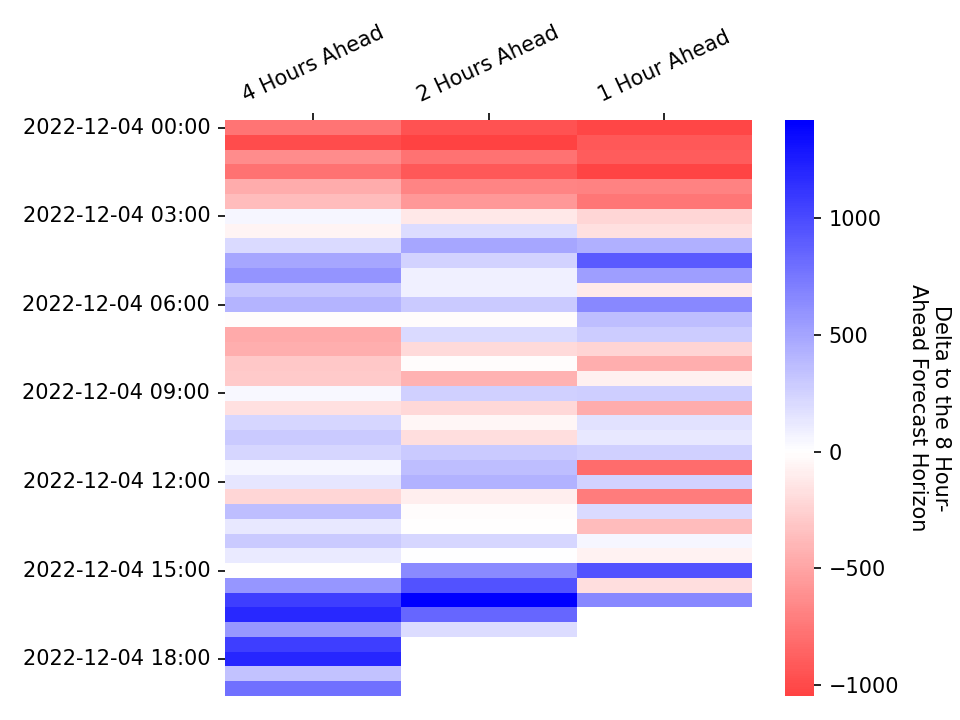 4 Hours Ahead
2 Hours Ahead
1 Hour Ahead
2022-12-04 00:00
2022-12-04 03:00
2022-12-04 06:00
2022-12-04 09:00
2022-12-04 12:00
2022-12-04 15:00
2022-12-04 18:00
1000
500
0
−500
−1000
Delta to the 8 Hour-
Ahead Forecast Horizon